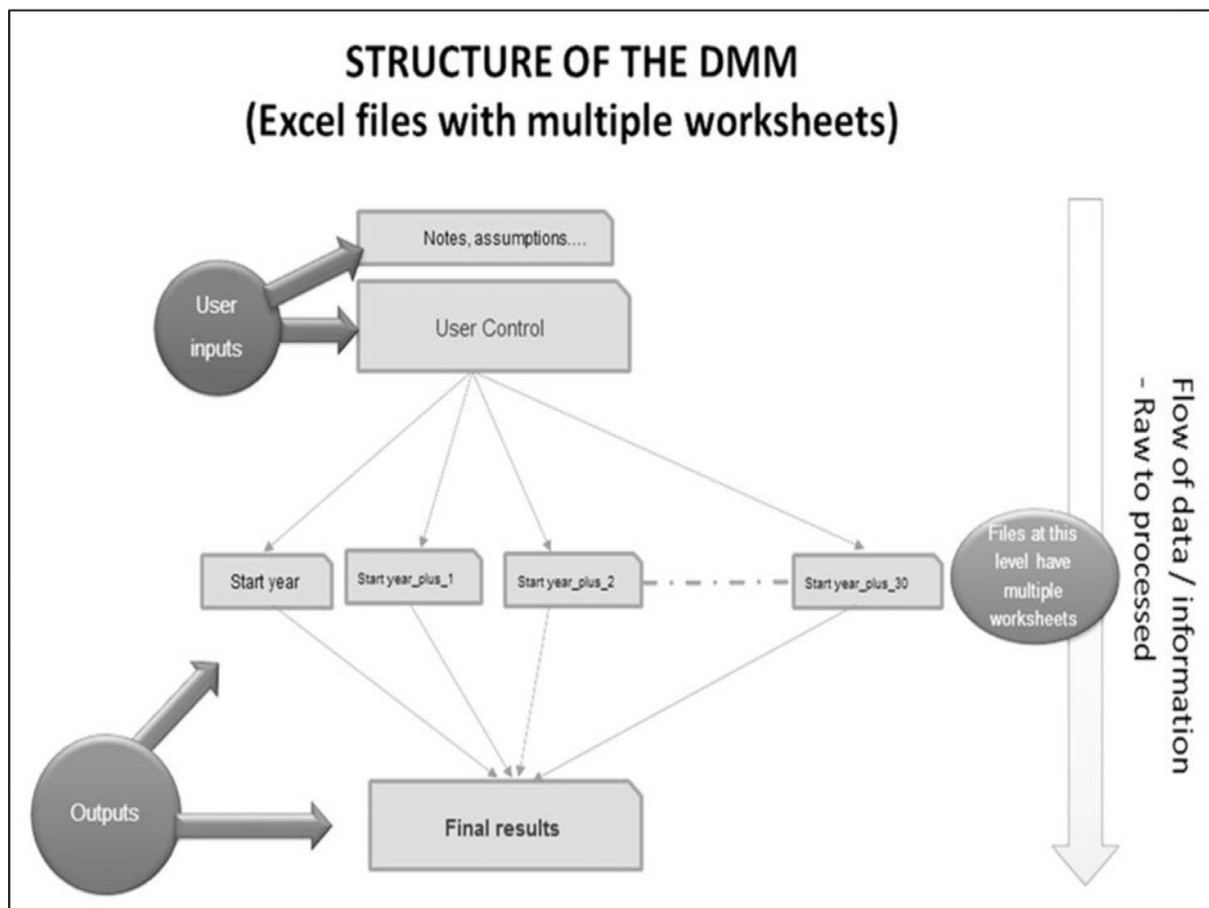 STRUCTURE OF THE DMM
(Excel files with multiple worksheets)
Notes, assumptions....
User
inputs
User Control
Start year
Start year_plus_1
Start year_plus_2
Start year_plus_30
Files at this
level have
multiple
worksheets
Flow of data / information
- Raw to processed
Outputs
Final results